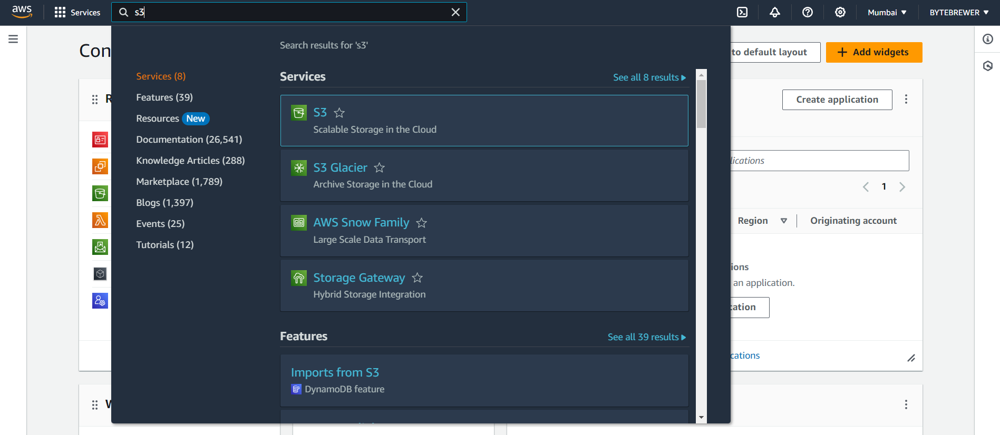 aws
Services
s3
Mumbai
BYTEBREWER
Con
to default layout
Add widgets
Search results for 's3'
Services (8)
Features (39)
Resources New
Documentation (26,541)
Knowledge Articles (288)
Marketplace (1,789)
Blogs (1,397)
Events (25)
Tutorials (12)
Services
See all 8 results
S3
Scalable Storage in the Cloud
S3 Glacier
Archive Storage in the Cloud
AWS Snow Family
Large Scale Data Transport
Storage Gateway
Hybrid Storage Integration
Features
See all 39 results
Imports from S3
DynamoDB feature
R
Create application
lications
1
Region
Originating account
ions
an application.
cation
cations